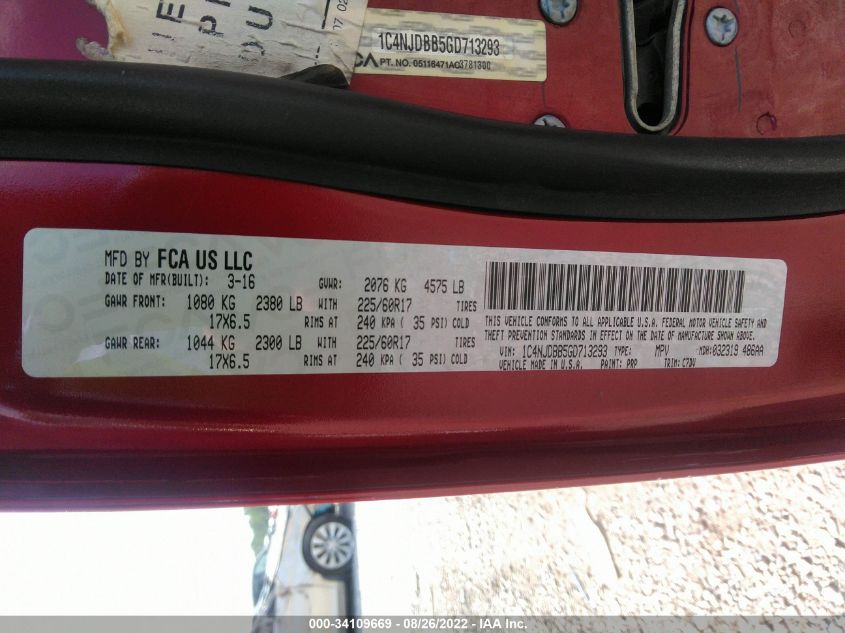 1C4NJDBB5GD713293
PT. NO. 05116471AC3781300
MFD BY FCA US LLC
DATE OF MFR(BUILT): 3-16 GVWR: 2076 KG 4575 LB
GAWR FRONT: 1080 KG 2380 LB WITH 225/60R17 TIRES
17X6.5 RIMS AT 240 KPA ( 35 PSI) COLD
GAWR REAR: 1044 KG 2300 LB WITH 225/60R17 TIRES
17X6.5 RIMS AT 240 KPA ( 35 PSI) COLD
THIS VEHICLE CONFORMS TO ALL APPLICABLE U.S.A. FEDERAL MOTOR VEHICLE SAFETY AND
THEFT PREVENTION STANDARDS IN EFFECT ON THE DATE OF MANUFACTURE SHOWN ABOVE.
VIN: 1C4NJDBB5GD713293 TYPE: MPV MDH:032319 486AA
VEHICLE MADE IN U.S.A. PAINT: PRP TRIM: C7DV
000-34109669 - 08/26/2022 - IAA Inc.